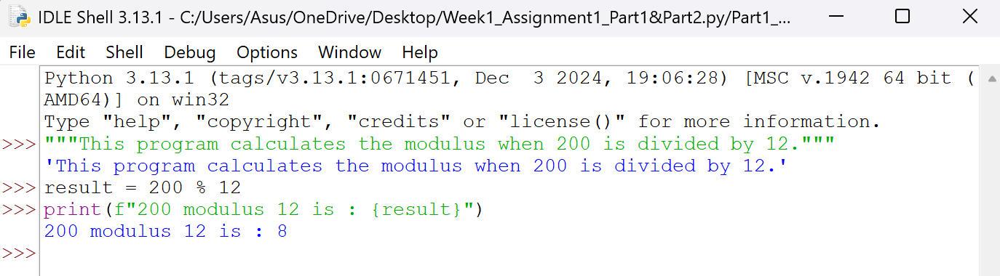 IDLE Shell 3.13.1 - C:/Users/Asus/OneDrive/Desktop/Week1_Assignment1_Part1&Part2.py/Part1_...
File Edit Shell Debug Options Window Help
Python 3.13.1 (tags/v3.13.1:0671451, Dec  3 2024, 19:06:28) [MSC v.1942 64 bit (
AMD64)] on win32
Type "help", "copyright", "credits" or "license()" for more information.
>>> """This program calculates the modulus when 200 is divided by 12."""
'This program calculates the modulus when 200 is divided by 12.'
>>> result = 200 % 12
>>> print(f"200 modulus 12 is : {result}")
200 modulus 12 is : 8
>>>